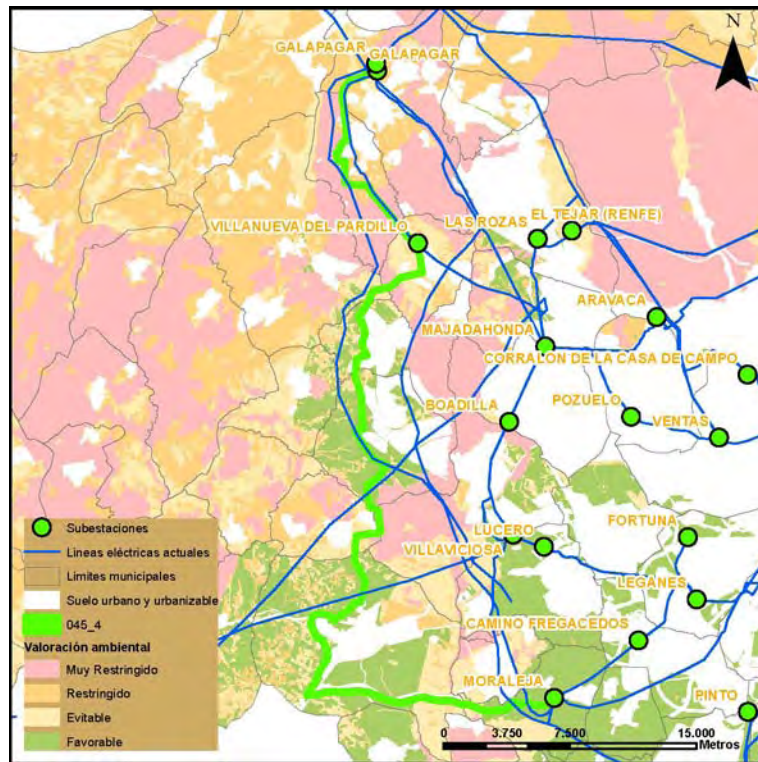 N
GALAPAGAR
GALAPAGAR
VILLANUEVA DEL PARDILLO
LAS ROZAS
EL TEJAR (RENFE)
ARAVACA
MAJADAHONDA
CORRALON DE LA CASA DE CAMPO
BOADILLA
POZUELO
VENTAS
LUCERO
FORTUNA
VILLAVICIOSA
LEGANES
CAMINO FREGACEDOS
MORALEJA
PINTO
Subestaciones
Lineas eléctricas actuales
Limites municipales
Suelo urbano y urbanizable
045_4
Valoración ambiental
Muy Restringido
Restringido
Evitable
Favorable
0 3.750 7.500 15.000
Metros